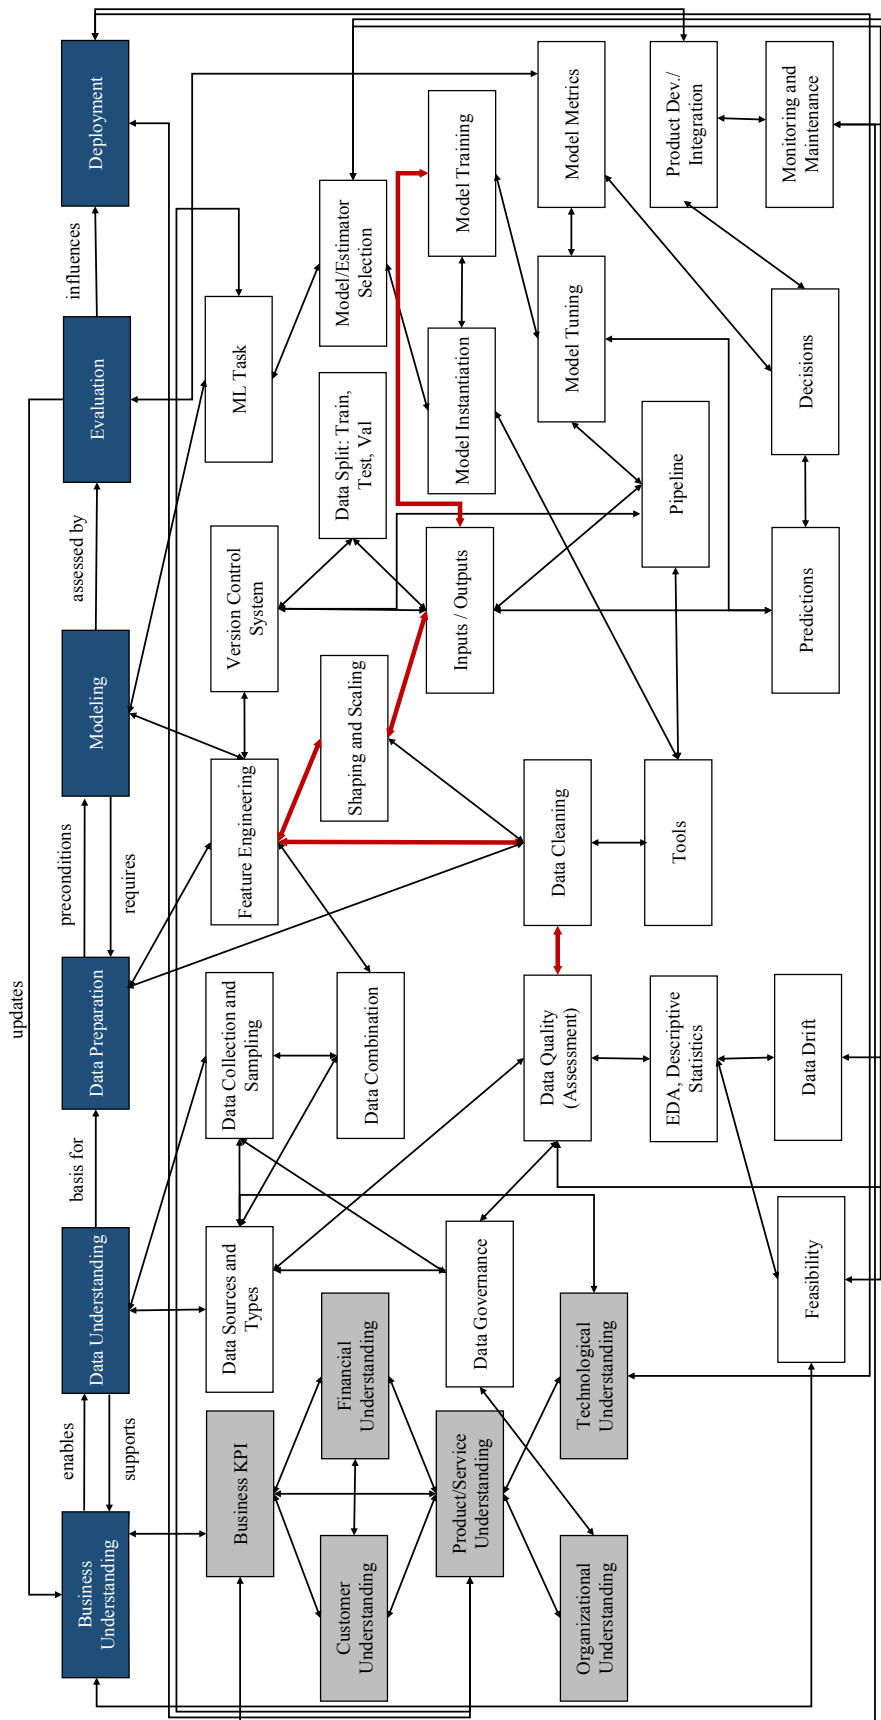 updates
Business
Understanding
enables
supports
Data Understanding
basis for
Data Preparation
preconditions
requires
Modeling
assessed by
Evaluation
influences
Deployment
Business KPI
Data Sources and
Types
Data Collection and
Sampling
Feature Engineering
Version Control
System
ML Task
Customer
Understanding
Financial
Understanding
Data Combination
Shaping and Scaling
Data Split: Train,
Test, Val
Model/Estimator
Selection
Product/Service
Understanding
Data Governance
Inputs / Outputs
Model Instantiation
Model Training
Organizational
Understanding
Technological
Understanding
Data Quality
(Assessment)
Data Cleaning
Model Tuning
Model Metrics
EDA, Descriptive
Statistics
Tools
Pipeline
Product Dev./
Integration
Feasibility
Data Drift
Predictions
Decisions
Monitoring and
Maintenance